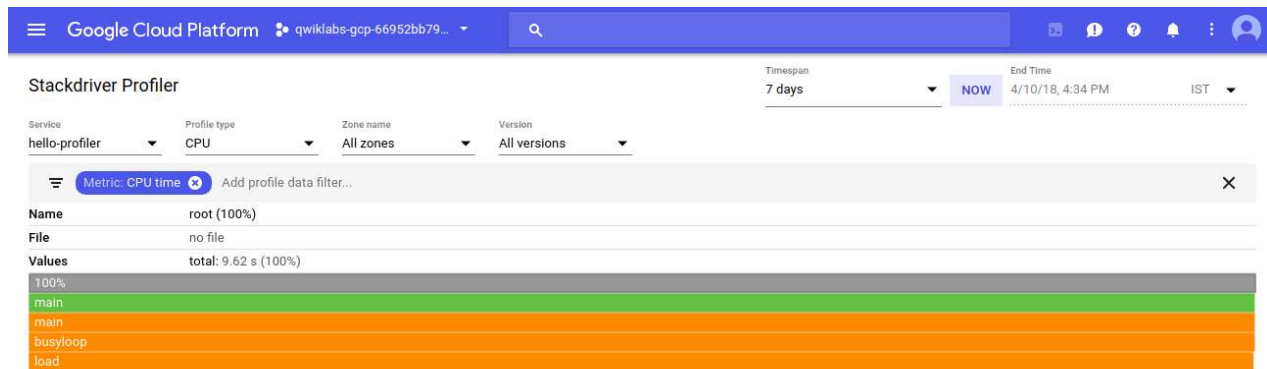 Google Cloud Platform qwiklabs-gcp-66952bb79...
Stackdriver Profiler
Timespan
7 days
NOW
End Time
4/10/18, 4:34 PM IST
Service
hello-profiler
Profile type
CPU
Zone name
All zones
Version
All versions
Metric: CPU time Add profile data filter...
Name root (100%)
File no file
Values total: 9.62 s (100%)
100%
main
main
busyloop
load